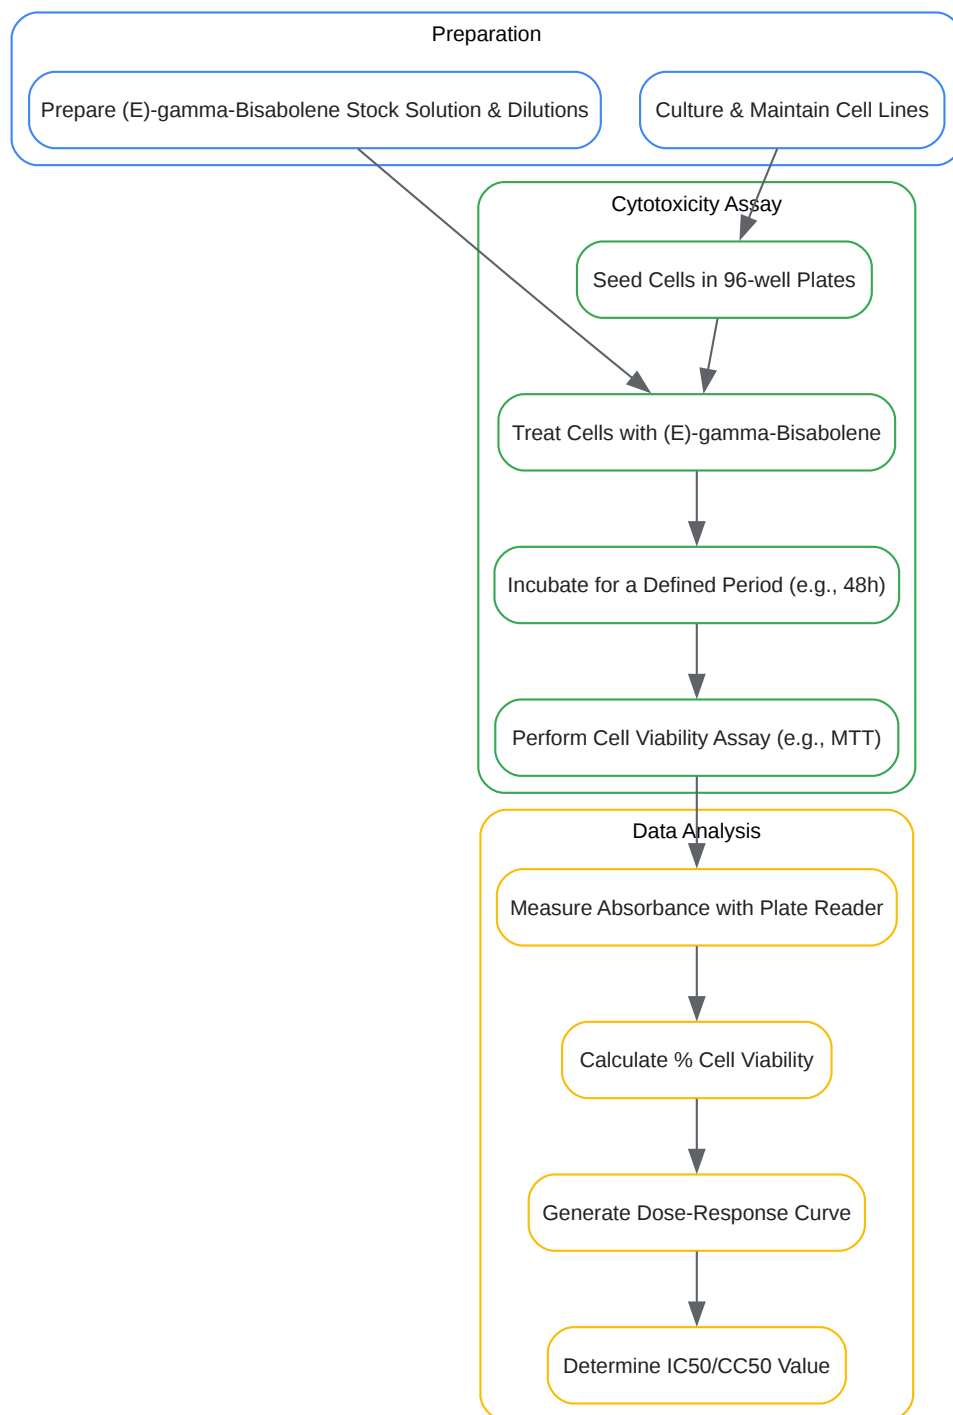 Preparation
Prepare (E)-gamma-Bisabolene Stock Solution & Dilutions
Culture & Maintain Cell Lines
Cytotoxicity Assay
Seed Cells in 96-well Plates
Treat Cells with (E)-gamma-Bisabolene
Incubate for a Defined Period (e.g., 48h)
Perform Cell Viability Assay (e.g., MTT)
Data Analysis
Measure Absorbance with Plate Reader
Calculate % Cell Viability
Generate Dose-Response Curve
Determine IC50/CC50 Value